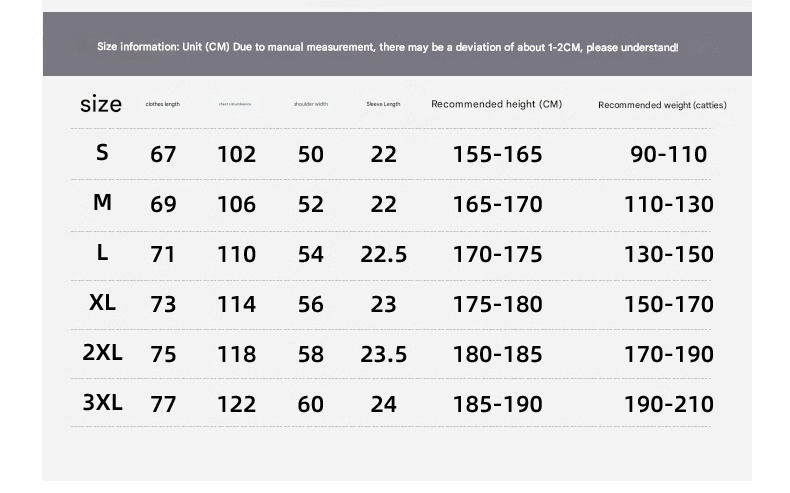 Size information: Unit (CM) Due to manual measurement, there may be a deviation of about 1-2CM, please understand!
size clothes length chest circumference shoulder width Sleeve Length Recommended height (CM) Recommended weight (catties)
S 67 102 50 22 155-165 90-110
M 69 106 52 22 165-170 110-130
L 71 110 54 22.5 170-175 130-150
XL 73 114 56 23 175-180 150-170
2XL 75 118 58 23.5 180-185 170-190
3XL 77 122 60 24 185-190 190-210